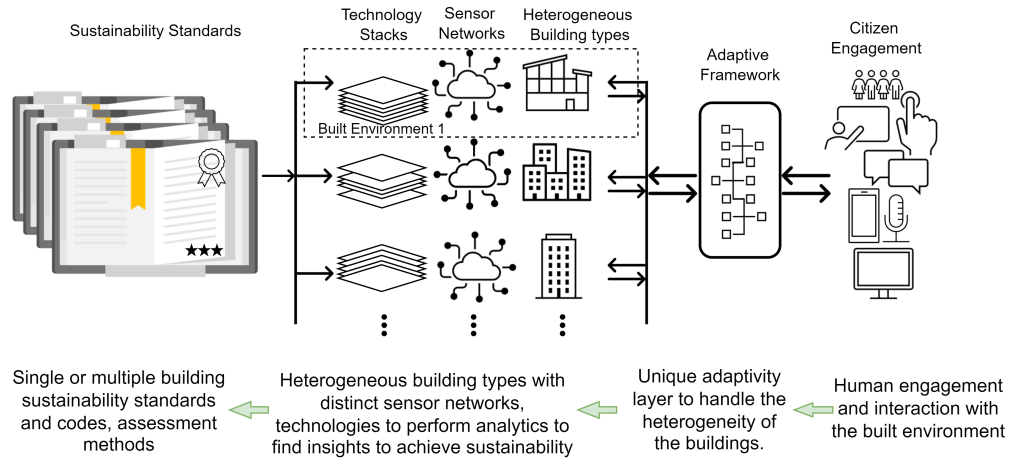 Sustainability Standards
Technology
Stacks
Sensor
Networks
Heterogeneous
Building types
Adaptive
Framework
Citizen
Engagement
Built Environment 1
Single or multiple building
sustainability standards
and codes, assessment
methods
Heterogeneous building types with
distinct sensor networks,
technologies to perform analytics to
find insights to achieve sustainability
Unique adaptivity
layer to handle the
heterogeneity of
the buildings.
Human engagement
and interaction with
the built environment